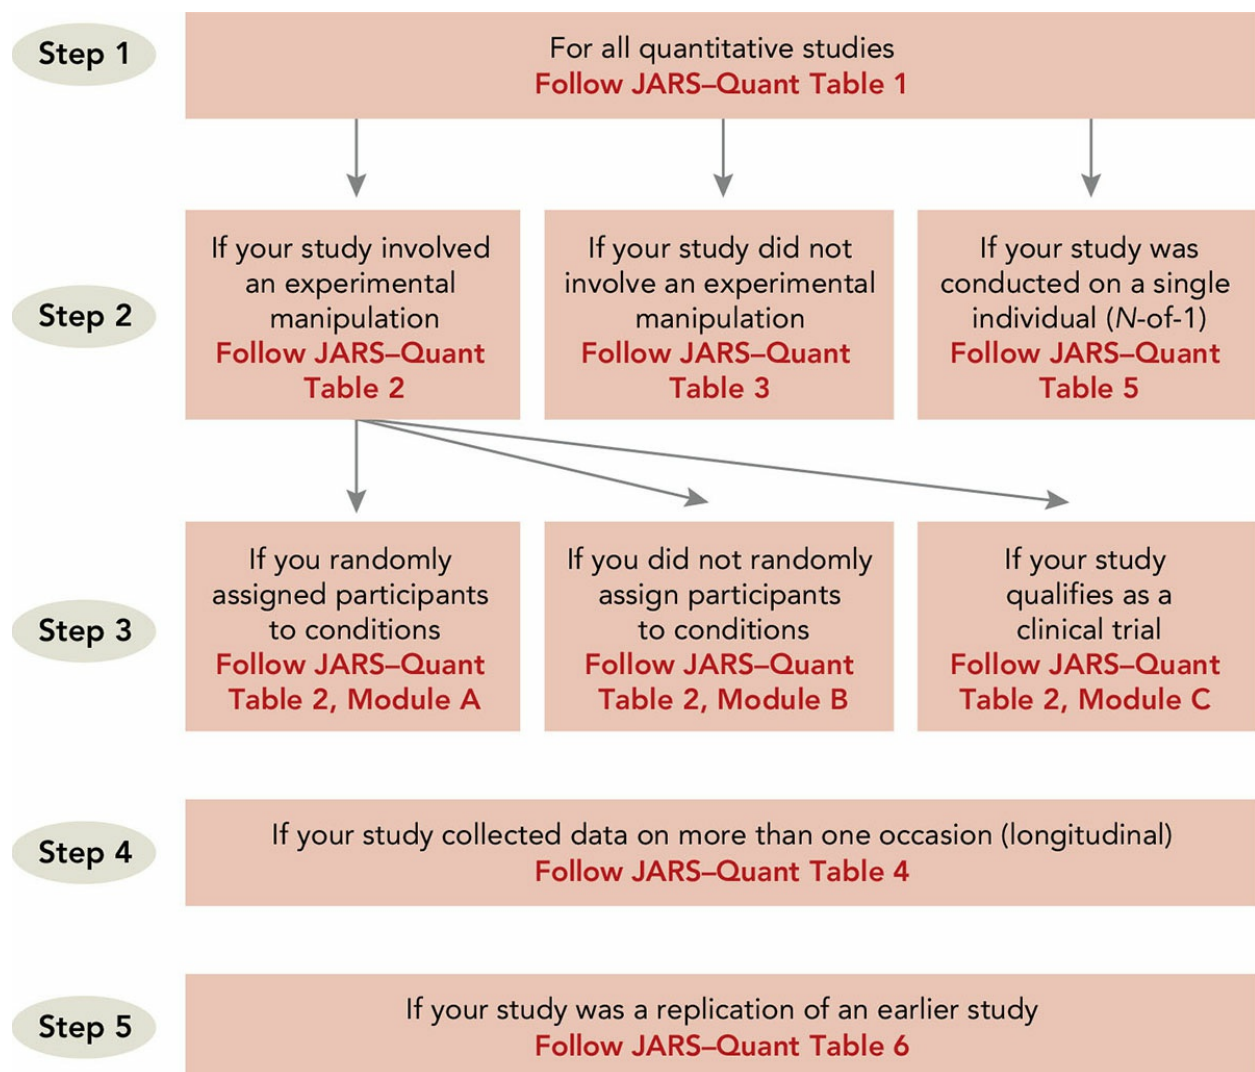 Step 1
For all quantitative studies
Follow JARS–Quant Table 1
Step 2
If your study involved
an experimental
manipulation
Follow JARS–Quant
Table 2
If your study did not
involve an experimental
manipulation
Follow JARS–Quant
Table 3
If your study was
conducted on a single
individual (N-of-1)
Follow JARS–Quant
Table 5
Step 3
If you randomly
assigned participants
to conditions
Follow JARS–Quant
Table 2, Module A
If you did not randomly
assign participants
to conditions
Follow JARS–Quant
Table 2, Module B
If your study
qualifies as a
clinical trial
Follow JARS–Quant
Table 2, Module C
Step 4
If your study collected data on more than one occasion (longitudinal)
Follow JARS–Quant Table 4
Step 5
If your study was a replication of an earlier study
Follow JARS–Quant Table 6